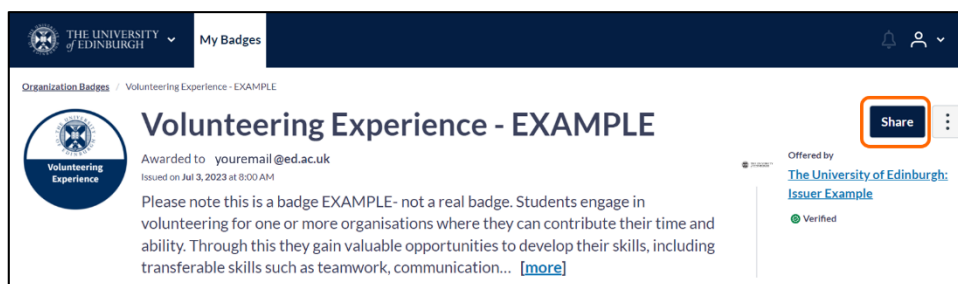 THE UNIVERSITY
of EDINBURGH
My Badges
Organization Badges / Volunteering Experience - EXAMPLE
Volunteering Experience - EXAMPLE
Share
Awarded to youremail@ed.ac.uk
Issued on Jul 3, 2023 at 8:00 AM
Volunteering
Experience
Please note this is a badge EXAMPLE- not a real badge. Students engage in
volunteering for one or more organisations where they can contribute their time and
ability. Through this they gain valuable opportunities to develop their skills, including
transferable skills such as teamwork, communication... [more]
Offered by
The University of Edinburgh:
Issuer Example
Verified